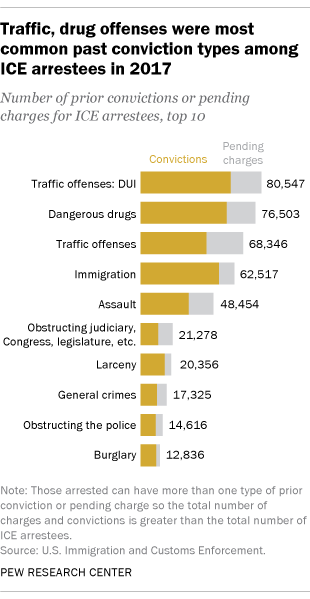 Traffic, drug offenses were most
common past conviction types among
ICE arrestees in 2017
Number of prior convictions or pending
charges for ICE arrestees, top 10
Pending
Convictions charges
Traffic offenses: DUI 80,547
Dangerous drugs 76,503
Traffic offenses 68,346
Immigration 62,517
Assault 48,454
Obstructing judiciary,
Congress, legislature, etc. 21,278
Larceny 20,356
General crimes 17,325
Obstructing the police 14,616
Burglary 12,836
Note: Those arrested can have more than one type of prior
conviction or pending charge so the total number of
charges and convictions is greater than the total number of
ICE arrestees.
Source: U.S. Immigration and Customs Enforcement.
PEW RESEARCH CENTER